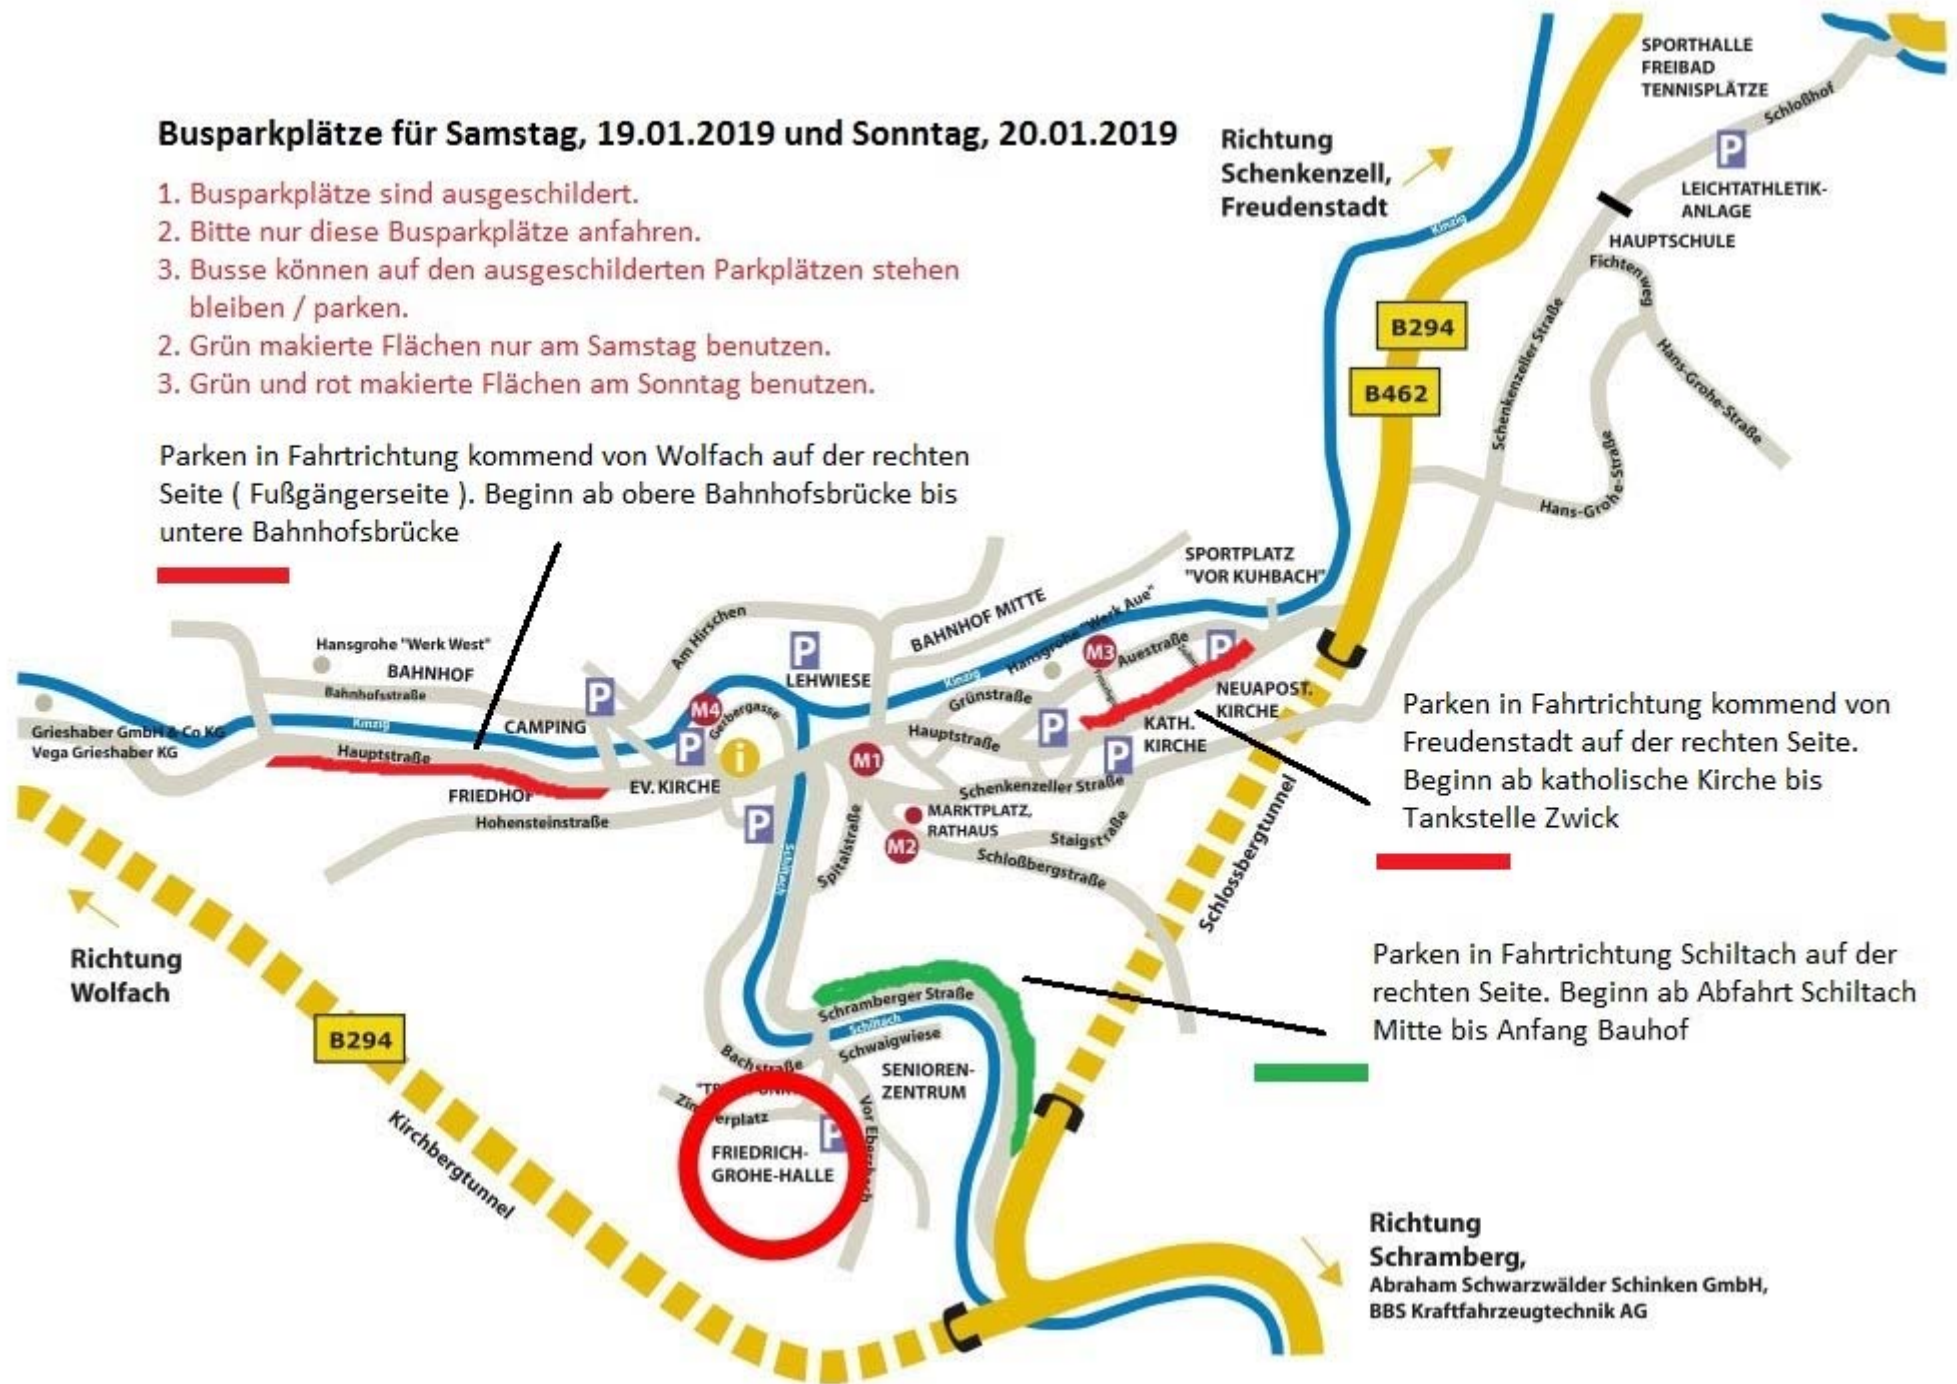 Busparkplätze für Samstag, 19.01.2019 und Sonntag, 20.01.2019
1. Busparkplätze sind ausgeschildert.
2. Bitte nur diese Busparkplätze anfahren.
3. Busse können auf den ausgeschilderten Parkplätzen stehen
bleiben / parken.
2. Grün makierte Flächen nur am Samstag benutzen.
3. Grün und rot makierte Flächen am Sonntag benutzen.
Parken in Fahrtrichtung kommend von Wolfach auf der rechten
Seite ( Fußgängerseite ). Beginn ab obere Bahnhofsbrücke bis
untere Bahnhofsbrücke
Richtung
Schenkenzell,
Freudenstadt
SPORTHALLE
FREIBAD
TENNISPLÄTZE
Schloßhof
P
LEICHTATHLETIK-
ANLAGE
HAUPTSCHULE
Fichtenweg
Kinzig
B294
B462
Schenkenzeller Straße
Hans-Grohe-Straße
Hans-Grohe-Straße
SPORTPLATZ
"VOR KUHBACH"
BAHNHOF MITTE
Am Hirschen
Hansgrohe "Werk West"
BAHNHOF
Bahnhofsstraße
Kinzig
Grieshaber GmbH & Co KG
Vega Grieshaber KG
Hauptstraße
FRIEDHOF
Hohensteinstraße
CAMPING
P
M4
Gerbergasse
P
i
EV. KIRCHE
P
P
LEHWIESE
Kinzig
Hansgrohe "Werk Aue"
M3
Auestraße
P
Grünstraße
Hauptstraße
P
KATH.
KIRCHE
P
NEUAPOST.
KIRCHE
M1
Schenkenzeller Straße
MARKTPLATZ,
RATHAUS
M2
Staigstraße
Schloßbergstraße
Spitalstraße
Schiltach
Schlossbergtunnel
Parken in Fahrtrichtung kommend von
Freudenstadt auf der rechten Seite.
Beginn ab katholische Kirche bis
Tankstelle Zwick
Parken in Fahrtrichtung Schiltach auf der
rechten Seite. Beginn ab Abfahrt Schiltach
Mitte bis Anfang Bauhof
Richtung
Wolfach
B294
Kirchbergtunnel
Schramberger Straße
Schiltach
Schwaigwiese
Bachstraße
SENIOREN-
ZENTRUM
P
FRIEDRICH-
GROHE-HALLE
Richtung
Schramberg,
Abraham Schwarzwälder Schinken GmbH,
BBS Kraftfahrzeugtechnik AG